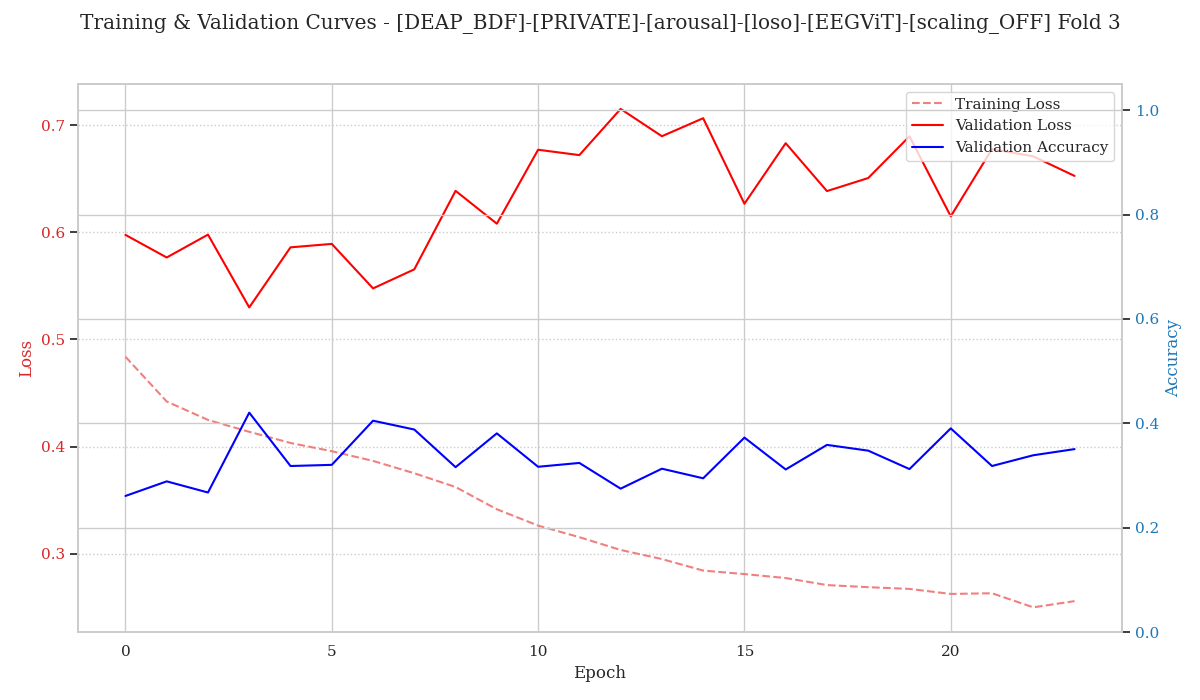 Training & Validation Curves - [DEAP_BDF]-[PRIVATE]-[arousal]-[loso]-[EEGViT]-[scaling_OFF] Fold 3
Training Loss
Validation Loss
Validation Accuracy
Loss
0.7
0.6
0.5
0.4
0.3
1.0
0.8
0.6
0.4
0.2
0.0
Accuracy
0
5
10
15
20
Epoch